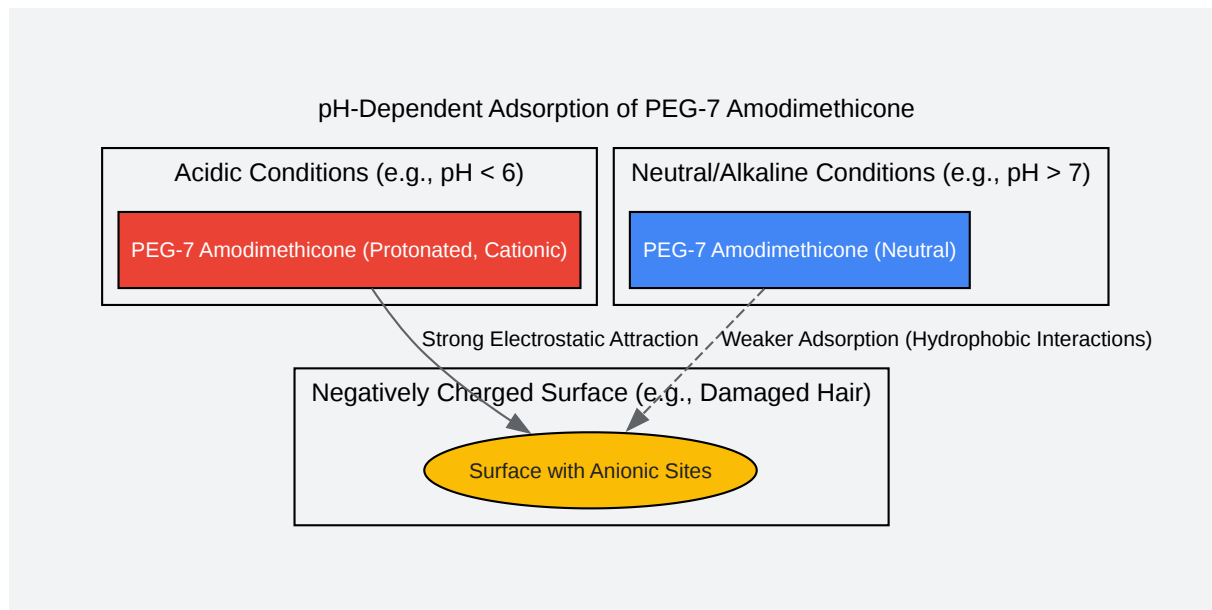 pH-Dependent Adsorption of PEG-7 Amodimethicone
Acidic Conditions (e.g., pH < 6)
PEG-7 Amodimethicone (Protonated, Cationic)
Neutral/Alkaline Conditions (e.g., pH > 7)
PEG-7 Amodimethicone (Neutral)
Strong Electrostatic Attraction
Weaker Adsorption (Hydrophobic Interactions)
Negatively Charged Surface (e.g., Damaged Hair)
Surface with Anionic Sites